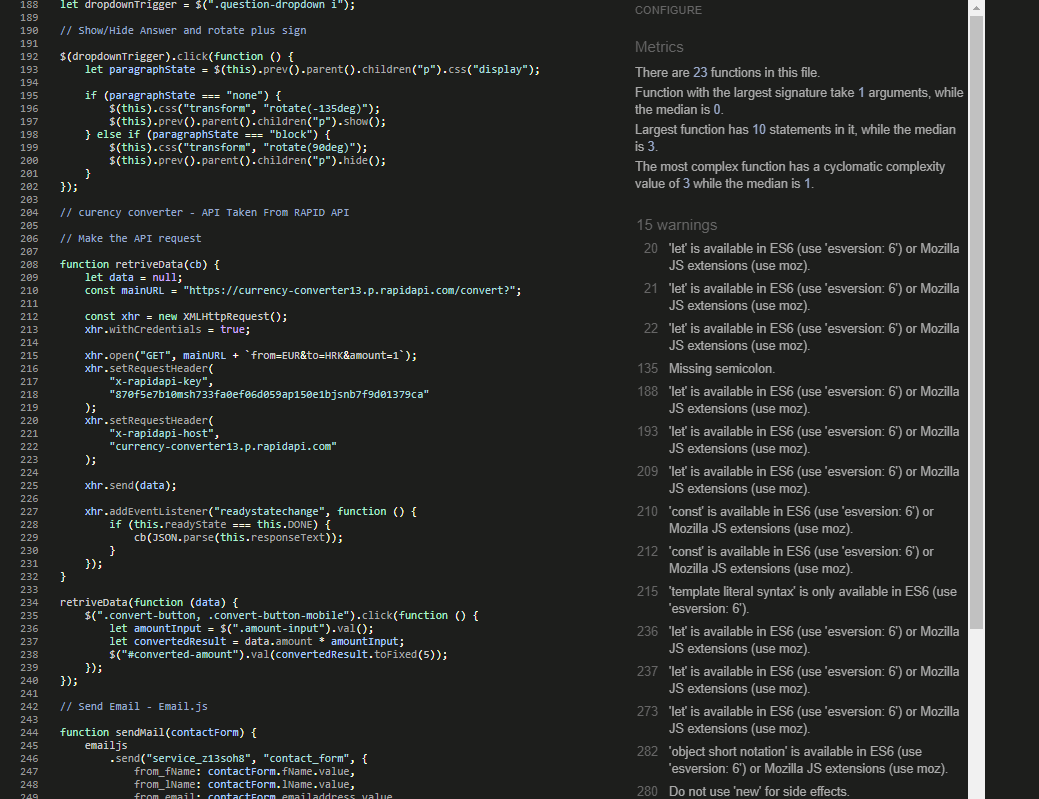 188 let dropdownTrigger = $(".question-dropdown i");
189
190 // Show/Hide Answer and rotate plus sign
191
192 $(dropdownTrigger).click(function () {
193 let paragraphState = $(this).prev().parent().children("p").css("display");
194
195 if (paragraphState === "none") {
196 $(this).css("transform", "rotate(-135deg)");
197 $(this).prev().parent().children("p").show();
198 } else if (paragraphState === "block") {
199 $(this).css("transform", "rotate(90deg)");
200 $(this).prev().parent().children("p").hide();
201 }
202 });
203
204 // curency converter - API Taken From RAPID API
205
206 // Make the API request
207
208 function retriveData(cb) {
209 let data = null;
210 const mainURL = "https://currency-converter13.p.rapidapi.com/convert?";
211
212 const xhr = new XMLHttpRequest();
213 xhr.withCredentials = true;
214
215 xhr.open("GET", mainURL + `from=EUR&to=HRK&amount=1`);
216 xhr.setRequestHeader(
217 "x-rapidapi-key",
218 "870f5e7b10msh733fa0ef06d059ap150e1bjsnb7f9d01379ca"
219 );
220 xhr.setRequestHeader(
221 "x-rapidapi-host",
222 "currency-converter13.p.rapidapi.com"
223 );
224
225 xhr.send(data);
226
227 xhr.addEventListener("readystatechange", function () {
228 if (this.readyState === this.DONE) {
229 cb(JSON.parse(this.responseText));
230 }
231 });
232 }
233
234 retriveData(function (data) {
235 $(".convert-button, .convert-button-mobile").click(function () {
236 let amountInput = $(".amount-input").val();
237 let convertedResult = data.amount * amountInput;
238 $("#converted-amount").val(convertedResult.toFixed(5));
239 });
240 });
241
242 // Send Email - Email.js
243
244 function sendMail(contactForm) {
245 emailjs
246 .send("service_z13soh8", "contact_form", {
247 from_fName: contactForm.fName.value,
248 from_lName: contactForm.lName.value,
249 from_email: contactForm.emailaddress.value
CONFIGURE
Metrics
There are 23 functions in this file.
Function with the largest signature take 1 arguments, while
the median is 0.
Largest function has 10 statements in it, while the median
is 3.
The most complex function has a cyclomatic complexity
value of 3 while the median is 1.
15 warnings
20 'let' is available in ES6 (use 'esversion: 6') or Mozilla
JS extensions (use moz).
21 'let' is available in ES6 (use 'esversion: 6') or Mozilla
JS extensions (use moz).
22 'let' is available in ES6 (use 'esversion: 6') or Mozilla
JS extensions (use moz).
135 Missing semicolon.
188 'let' is available in ES6 (use 'esversion: 6') or Mozilla
JS extensions (use moz).
193 'let' is available in ES6 (use 'esversion: 6') or Mozilla
JS extensions (use moz).
209 'let' is available in ES6 (use 'esversion: 6') or Mozilla
JS extensions (use moz).
210 'const' is available in ES6 (use 'esversion: 6') or
Mozilla JS extensions (use moz).
212 'const' is available in ES6 (use 'esversion: 6') or
Mozilla JS extensions (use moz).
215 'template literal syntax' is only available in ES6 (use
'esversion: 6').
236 'let' is available in ES6 (use 'esversion: 6') or Mozilla
JS extensions (use moz).
237 'let' is available in ES6 (use 'esversion: 6') or Mozilla
JS extensions (use moz).
273 'let' is available in ES6 (use 'esversion: 6') or Mozilla
JS extensions (use moz).
282 'object short notation' is available in ES6 (use
'esversion: 6') or Mozilla JS extensions (use moz).
280 Do not use 'new' for side effects.